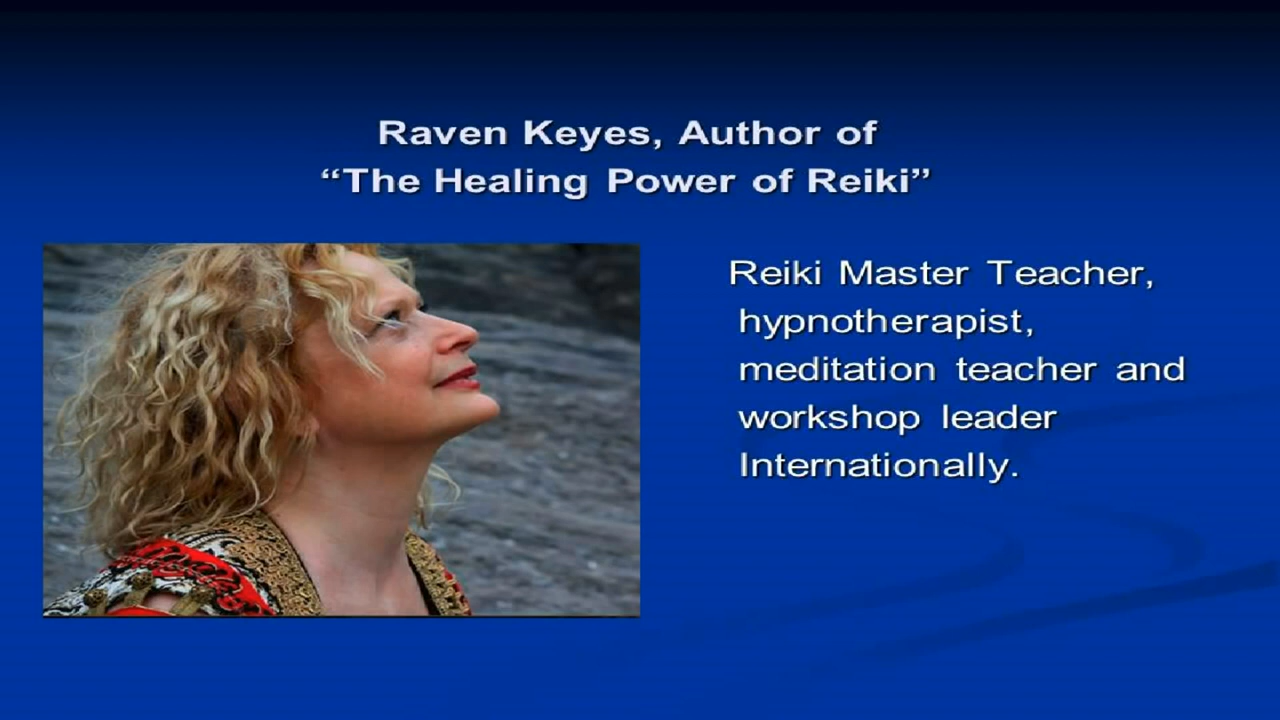 Raven Keyes, Author of
“The Healing Power of Reiki”
Reiki Master Teacher,
hypnotherapist,
meditation teacher and
workshop leader
Internationally.